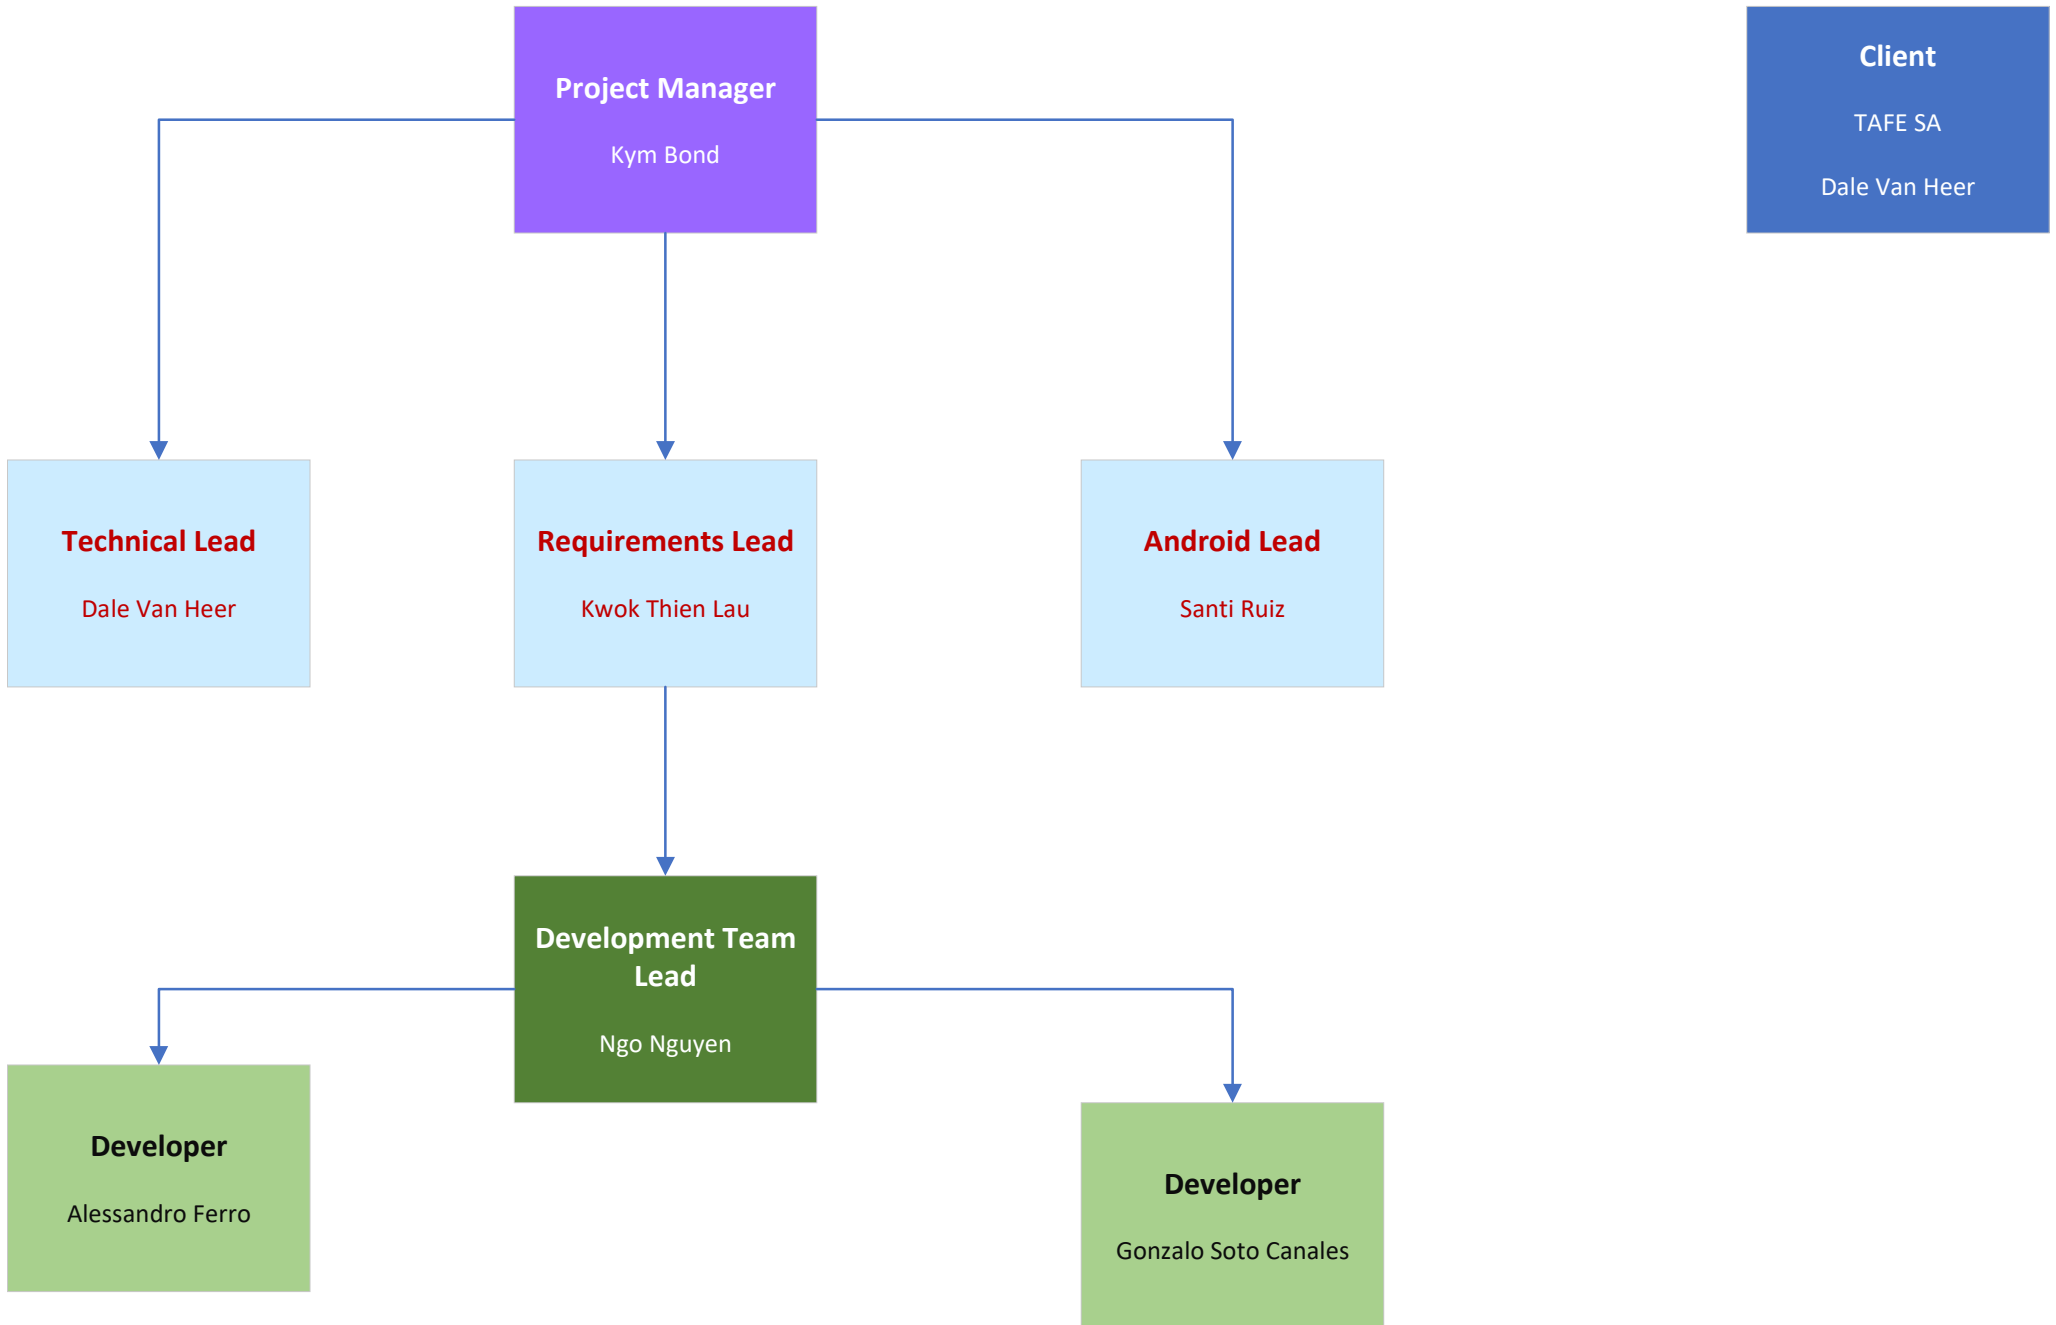 Project Manager
Kym Bond
Client
TAFE SA
Dale Van Heer
Technical Lead
Dale Van Heer
Requirements Lead
Kwok Thien Lau
Android Lead
Santi Ruiz
Development Team
Lead
Ngo Nguyen
Developer
Alessandro Ferro
Developer
Gonzalo Soto Canales